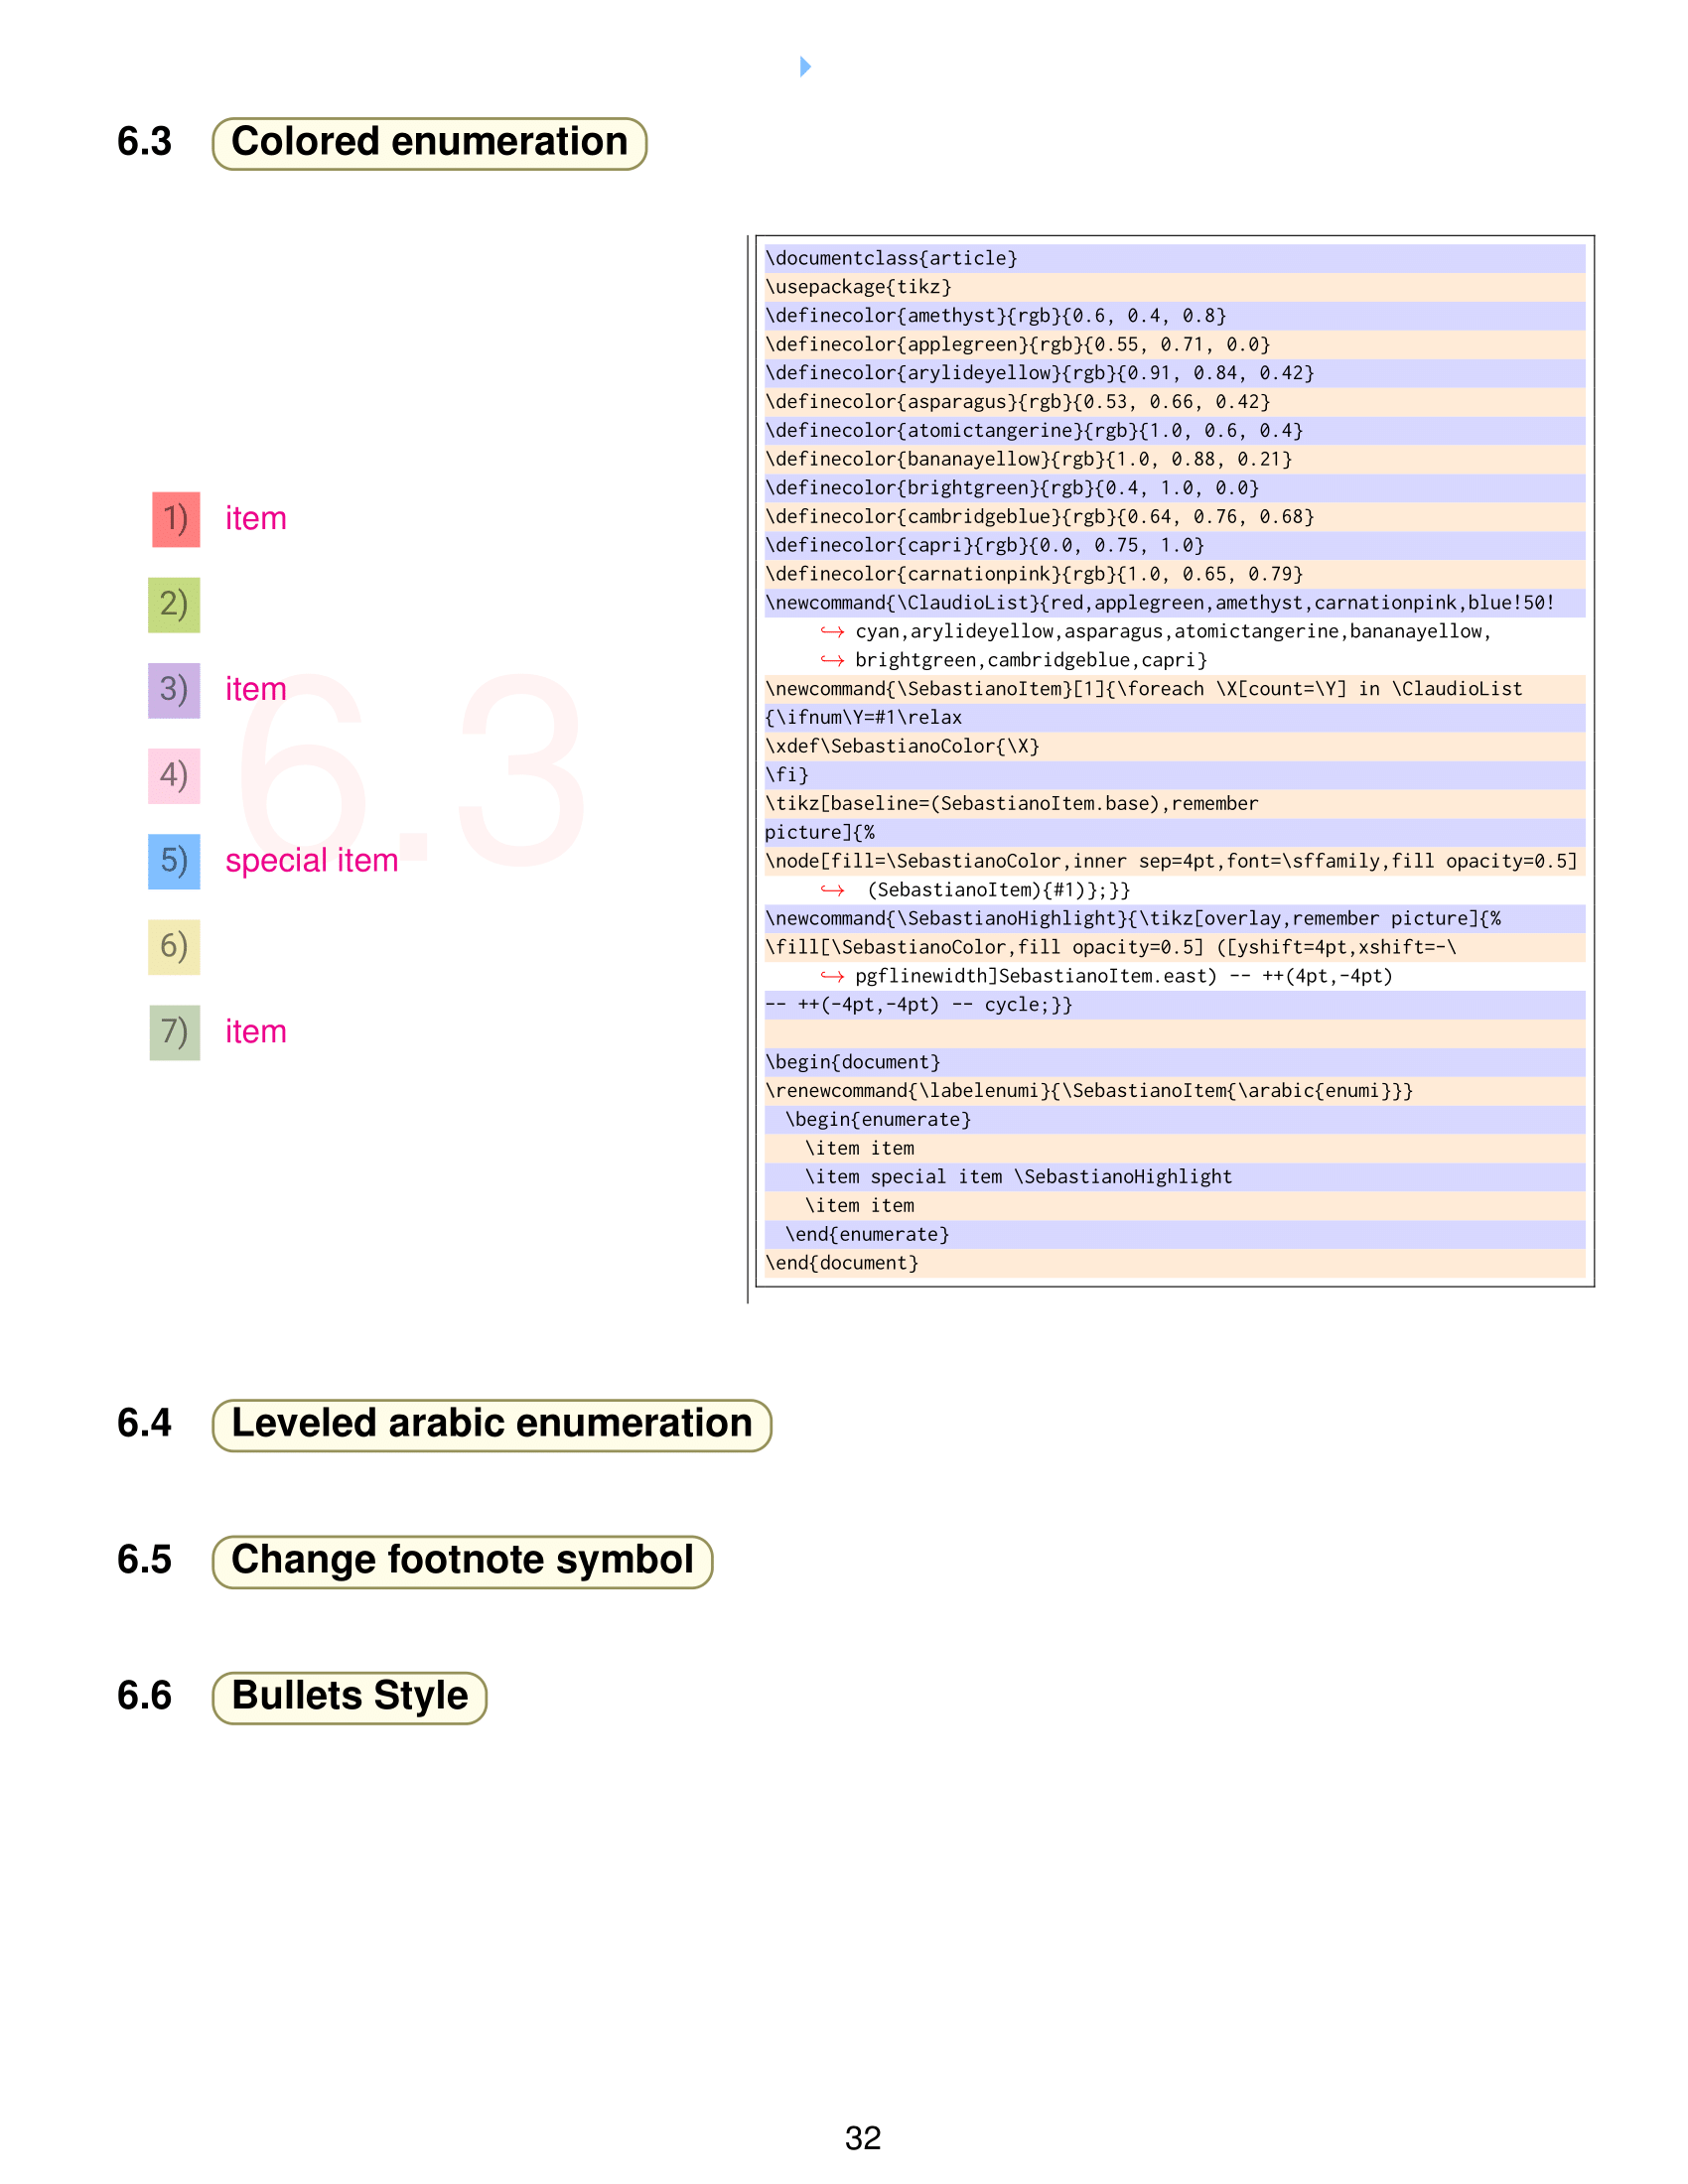 6.3 Colored enumeration
1) item
2)
3) item
4)
5) special item
6)
7) item
6.3
\documentclass{article}
\usepackage{tikz}
\definecolor{amethyst}{rgb}{0.6, 0.4, 0.8}
\definecolor{applegreen}{rgb}{0.55, 0.71, 0.0}
\definecolor{arylideyellow}{rgb}{0.91, 0.84, 0.42}
\definecolor{asparagus}{rgb}{0.53, 0.66, 0.42}
\definecolor{atomictangerine}{rgb}{1.0, 0.6, 0.4}
\definecolor{bananayellow}{rgb}{1.0, 0.88, 0.21}
\definecolor{brightgreen}{rgb}{0.4, 1.0, 0.0}
\definecolor{cambridgeblue}{rgb}{0.64, 0.76, 0.68}
\definecolor{capri}{rgb}{0.0, 0.75, 1.0}
\definecolor{carnationpink}{rgb}{1.0, 0.65, 0.79}
\newcommand{\ClaudioList}{red,applegreen,amethyst,carnationpink,blue!50!
↪ cyan,arylideyellow,asparagus,atomictangerine,bananayellow,
↪ brightgreen,cambridgeblue,capri}
\newcommand{\SebastianoItem}[1]{\foreach \X[count=\Y] in \ClaudioList
{\ifnum\Y=#1\relax
\xdef\SebastianoColor{\X}
\fi}
\tikz[baseline=(SebastianoItem.base),remember
picture]{%
\node[fill=\SebastianoColor,inner sep=4pt,font=\sffamily,fill opacity=0.5]
↪ (SebastianoItem){#1)};}}
\newcommand{\SebastianoHighlight}{\tikz[overlay,remember picture]{%
\fill[\SebastianoColor,fill opacity=0.5] ([yshift=4pt,xshift=-\
↪ pgflinewidth]SebastianoItem.east) -- ++(4pt,-4pt)
-- ++(-4pt,-4pt) -- cycle;}}
\begin{document}
\renewcommand{\labelenumi}{\SebastianoItem{\arabic{enumi}}}
\begin{enumerate}
\item item
\item special item \SebastianoHighlight
\item item
\end{enumerate}
\end{document}
6.4 Leveled arabic enumeration
6.5 Change footnote symbol
6.6 Bullets Style
32